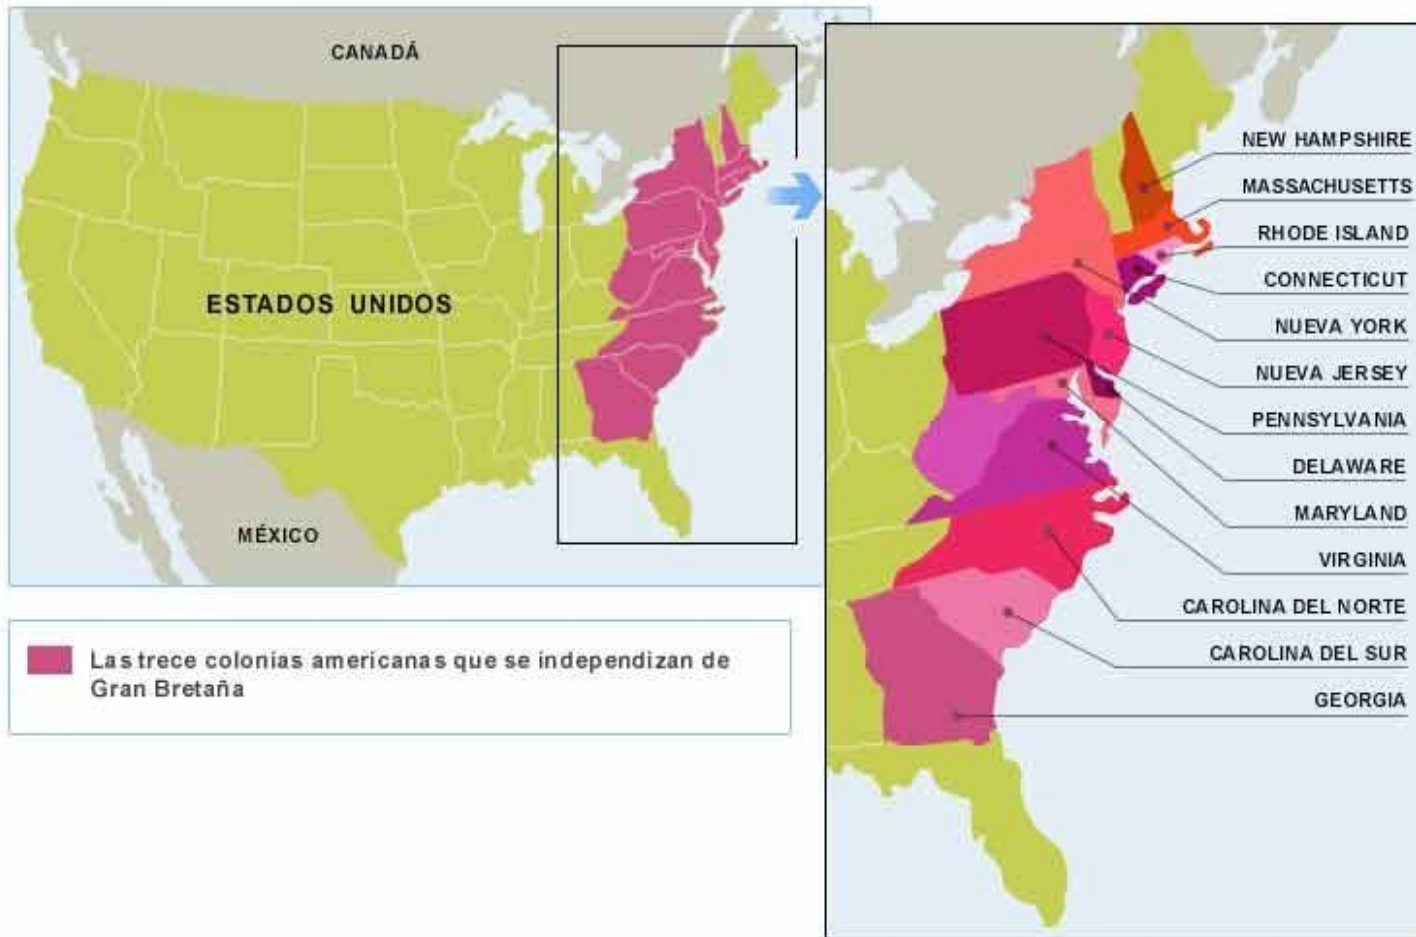 CANADÁ
ESTADOS UNIDOS
MÉXICO
Las trece colonias americanas que se independizan de
Gran Bretaña
NEW HAMPSHIRE
MASSACHUSETTS
RHODE ISLAND
CONNECTICUT
NUEVA YORK
NUEVA JERSEY
PENNSYLVANIA
DELAWARE
MARYLAND
VIRGINIA
CAROLINA DEL NORTE
CAROLINA DEL SUR
GEORGIA